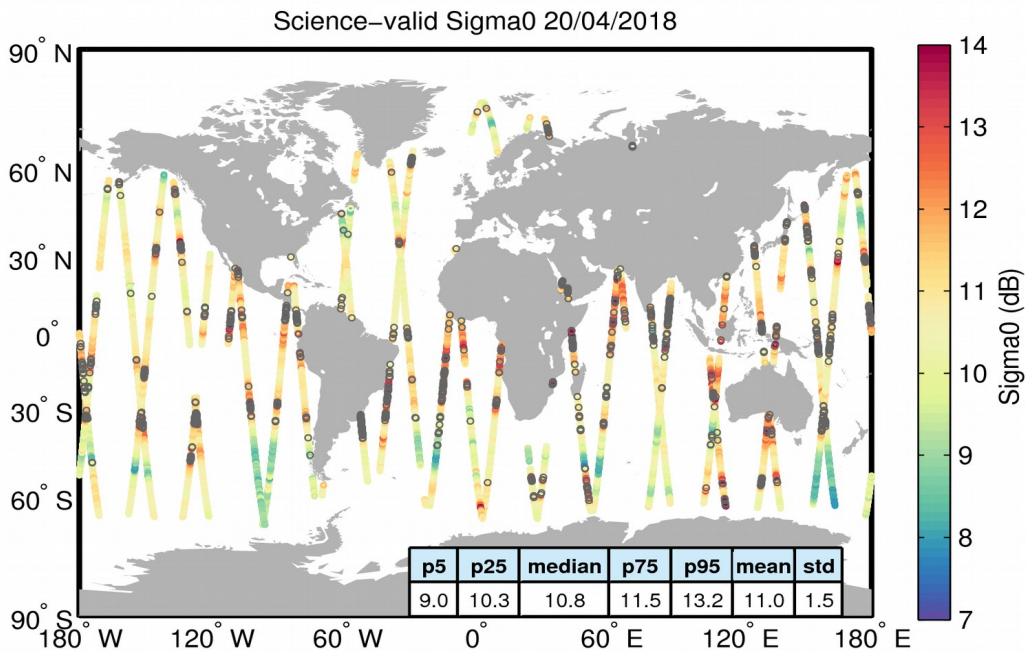 Science−valid Sigma0 20/04/2018
90° N
60° N
30° N
0°
30° S
60° S
90° S
180° W
120° W
60° W
0°
60° E
120° E
180° E
p5 p25 median p75 p95 mean std
9.0 10.3 10.8 11.5 13.2 11.0 1.5
14
13
12
11
10
9
8
7
Sigma0 (dB)